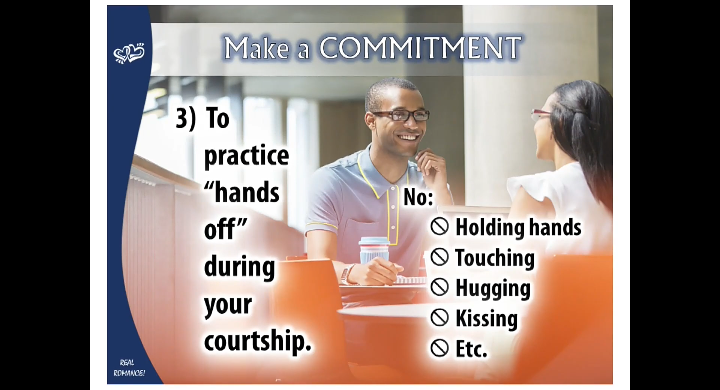 Make a COMMITMENT
3) To
practice
“hands
off”
during
your
courtship.
No:
Holding hands
Touching
Hugging
Kissing
Etc.
REAL
ROMANCE!